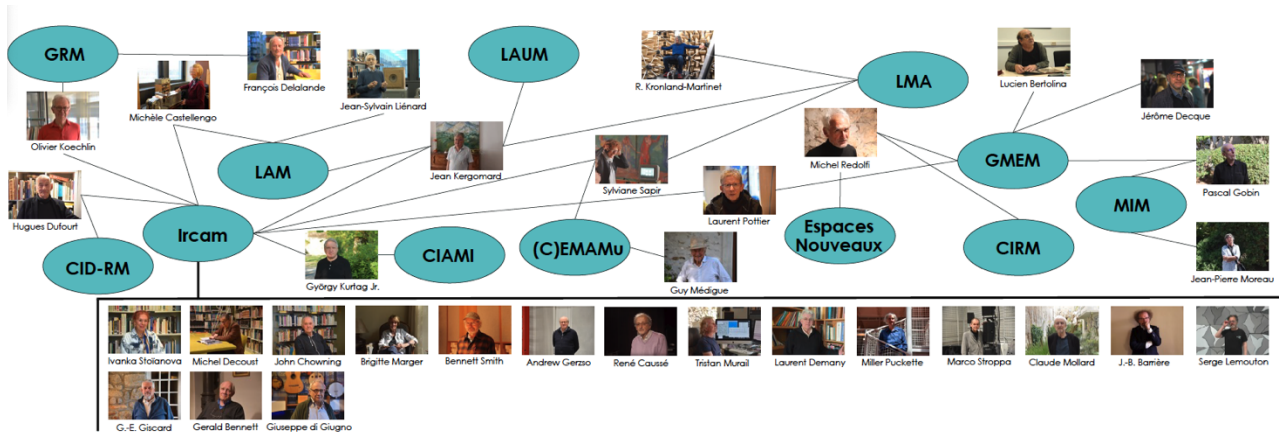 GRM
LAUM
LMA
R. Kronland-Martinet
Lucien Bertolina
François Delalande
Jean-Sylvain Liénard
Michèle Castellengo
Jérôme Decque
Olivier Koechlin
LAM
Jean Kergomard
Michel Redolfi
GMEM
Sylviane Sapir
Pascal Gobin
MIM
Laurent Pottier
Hugues Dufourt
Ircam
Espaces
Nouveaux
CIRM
CID-RM
CIAMI
(C)EMAMu
György Kurtag Jr.
Guy Médigue
Jean-Pierre Moreau
Ivanka Stoïanova
Michel Decoust
John Chowning
Brigitte Marger
Bennett Smith
Andrew Gerzso
René Caussé
Tristan Murail
Laurent Demany
Miller Puckette
Marco Stroppa
Claude Mollard
J.-B. Barrière
Serge Lemouton
G.-E. Giscard
Gerald Bennett
Giuseppe di Giugno